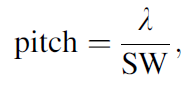 pitch = λ / SW,